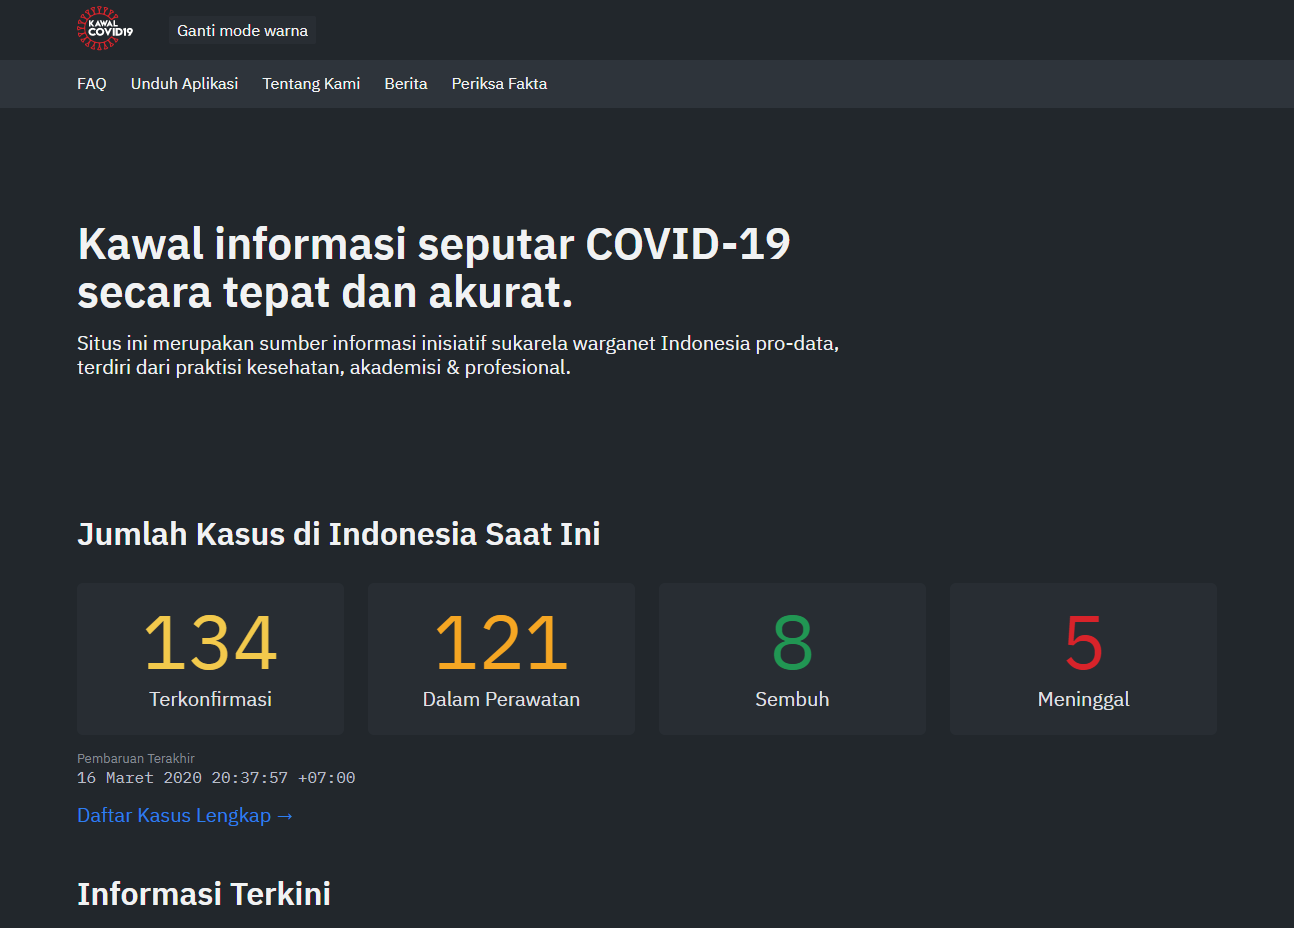 KAWAL
COVID19
Ganti mode warna
FAQ Unduh Aplikasi Tentang Kami Berita Periksa Fakta
Kawal informasi seputar COVID-19
secara tepat dan akurat.
Situs ini merupakan sumber informasi inisiatif sukarela warganet Indonesia pro-data,
terdiri dari praktisi kesehatan, akademisi & profesional.
Jumlah Kasus di Indonesia Saat Ini
134 121 8 5
Terkonfirmasi Dalam Perawatan Sembuh Meninggal
Pembaruan Terakhir
16 Maret 2020 20:37:57 +07:00
Daftar Kasus Lengkap →
Informasi Terkini